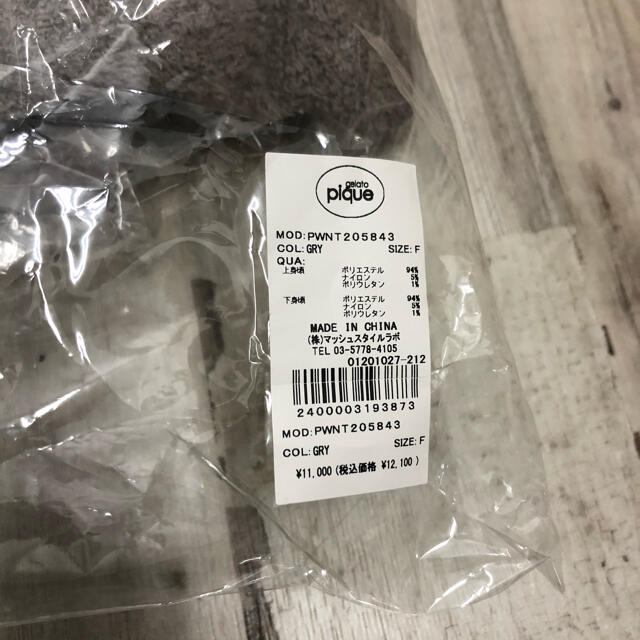 gelato
pique
MOD:PWNT205843
COL:GRY SIZE:F
QUA:
上身頃 ポリエステル 94%
ナイロン 5%
ポリウレタン 1%
下身頃 ポリエステル 94%
ナイロン 5%
ポリウレタン 1%
MADE IN CHINA
(株)マッシュスタイルラボ
TEL 03-5778-4105
01201027-212
2400003193873
MOD:PWNT205843
COL:GRY SIZE:F
¥11,000(税込価格 ¥12,100)